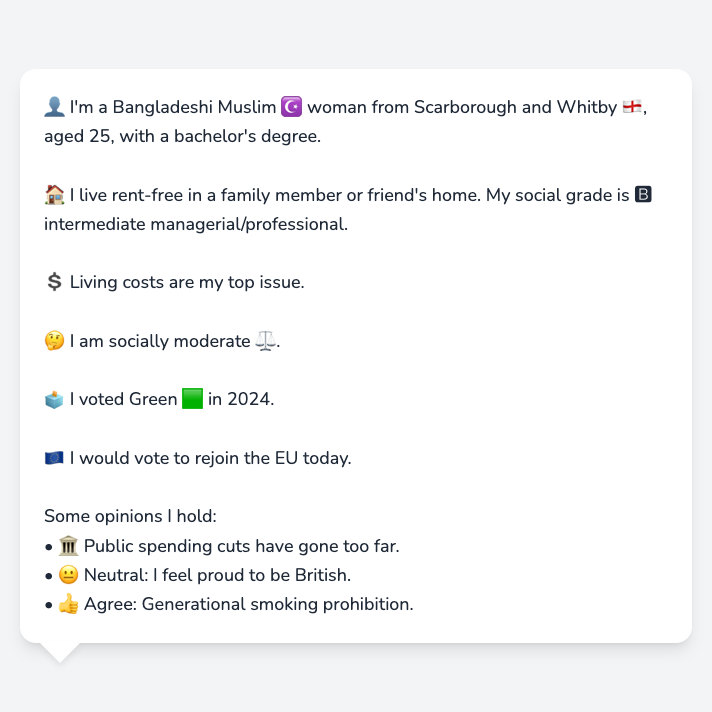 👤 I'm a Bangladeshi Muslim ☪️ woman from Scarborough and Whitby 🏴󠁧󠁢󠁥󠁮󠁧󠁿,
aged 25, with a bachelor's degree.
🏠 I live rent-free in a family member or friend's home. My social grade is 🅱
intermediate managerial/professional.
💲 Living costs are my top issue.
🤔 I am socially moderate ⚖️.
🗳️ I voted Green 🟩 in 2024.
🇪🇺 I would vote to rejoin the EU today.
Some opinions I hold:
• 🏛️ Public spending cuts have gone too far.
• 😐 Neutral: I feel proud to be British.
• 👍 Agree: Generational smoking prohibition.